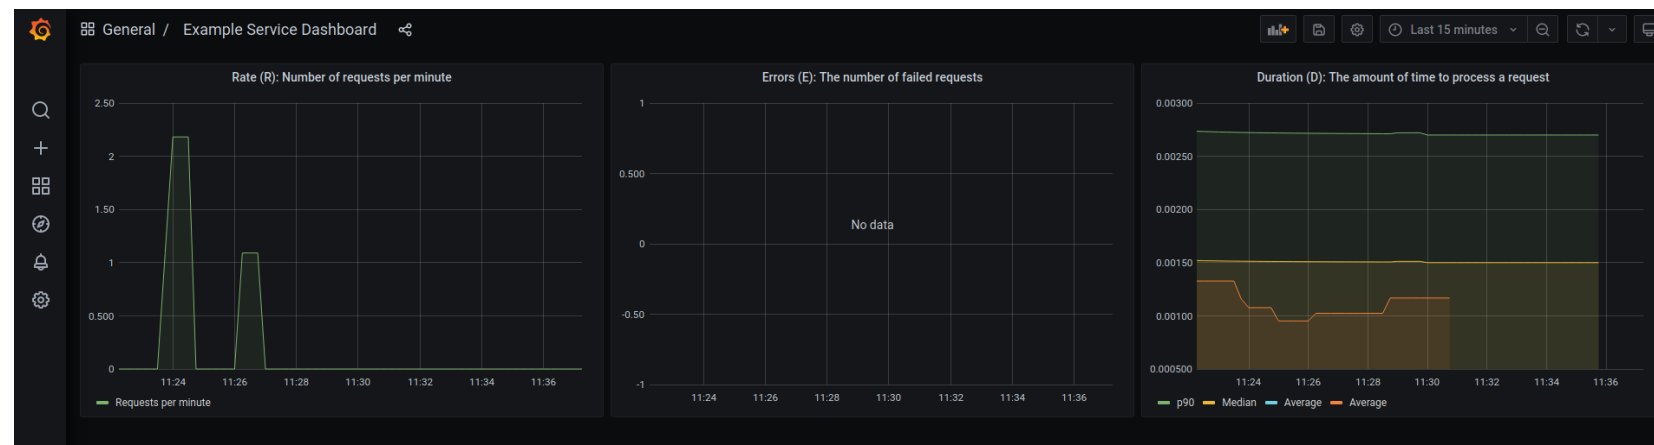 General / Example Service Dashboard
Last 15 minutes
Rate (R): Number of requests per minute
2.50
2
1.50
1
0.500
0
11:24 11:26 11:28 11:30 11:32 11:34 11:36
Requests per minute
Errors (E): The number of failed requests
1
0.500
No data
0
-0.50
-1
11:24 11:26 11:28 11:30 11:32 11:34 11:36
Duration (D): The amount of time to process a request
0.00300
0.00250
0.00200
0.00150
0.00100
0.000500
11:24 11:26 11:28 11:30 11:32 11:34 11:36
p90 Median Average Average